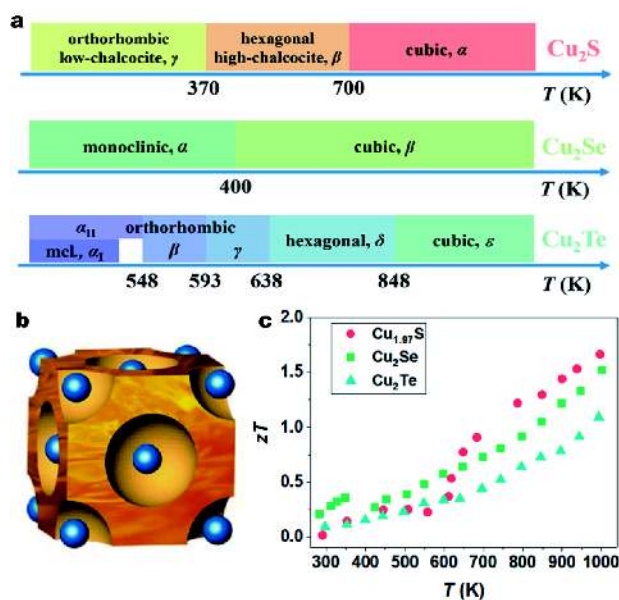 a
orthorhombic
low-chalcocite, γ
hexagonal
high-chalcocite, β
cubic, α
Cu₂S
370
700
T (K)
monoclinic, α
cubic, β
Cu₂Se
400
T (K)
α_II
orthorhombic
mcl., α_I
β
γ
hexagonal, δ
cubic, ε
Cu₂Te
548
593
638
848
T (K)
b
c
2.0
1.5
1.0
0.5
0.0
zT
Cu₁.₉₇S
Cu₂Se
Cu₂Te
300 400 500 600 700 800 900 1000
T (K)